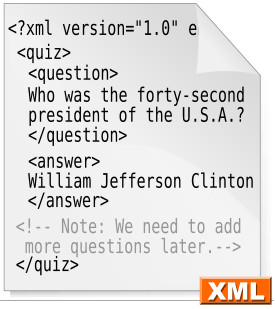 <?xml version="1.0" e
<quiz>
<question>
Who was the forty-second
president of the U.S.A.?
</question>
<answer>
William Jefferson Clinton
</answer>
<!-- Note: We need to add
more questions later.-->
</quiz>
XML